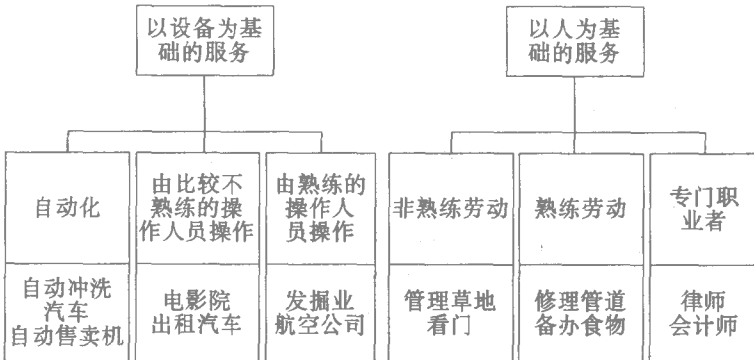 以设备为基
础的服务
以人为基
础的服务
自动化
由比较不
熟练的操
作人员操作
由熟练的
操作人
员操作
非熟练劳动
熟练劳动
专门职
业者
自动冲洗
汽车
自动售卖机
电影院
出租汽车
发掘业
航空公司
管理草地
看门
修理管道
备办食物
律师
会计师